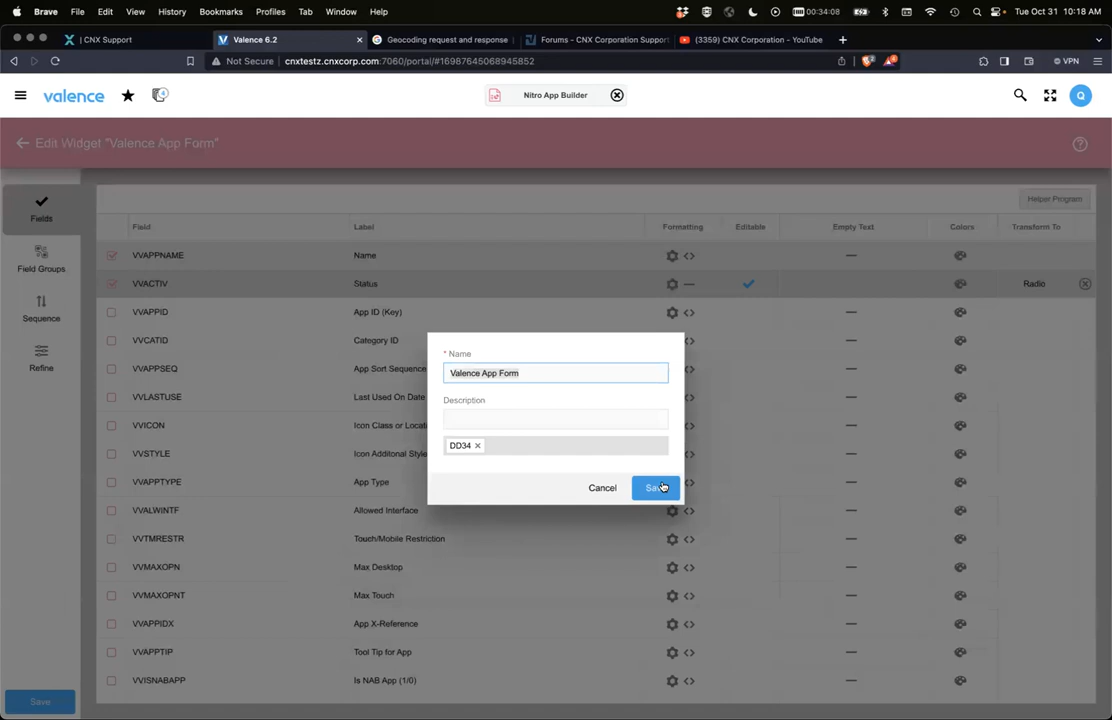 Brave File Edit View History Bookmarks Profiles Tab Window Help 00:34:08 Tue Oct 31 10:18 AM
| CNX Support Valence 6.2 Geocoding request and response Forums - CNX Corporation Support (3359) CNX Corporation - YouTube
Not Secure cnxtestz.cnxcorp.com:7060/portal/#16987645068945852 VPN
valence Nitro App Builder Q
Edit Widget "Valence App Form"
Helper Program
Fields
Field Label Formatting Editable Empty Text Colors Transform To
VVAPPNAME Name
VVACTIV Status Radio
Field Groups
VVAPPID App ID (Key)
Sequence
VVCATID Category ID
Refine
VVAPPSEQ App Sort Sequence
VVLASTUSE Last Used On Date
VVICON Icon Class or Locat
VVSTYLE Icon Additonal Style
VVAPPTYPE App Type
VVALWINTF Allowed Interface
VVTMRESTR Touch/Mobile Restriction
VVMAXOPN Max Desktop
VVMAXOPNT Max Touch
VVAPPIDX App X-Reference
VVAPPTIP Tool Tip for App
VVISNABAPP Is NAB App (1/0)
* Name
Valence App Form
Description
DD34
Cancel
Save